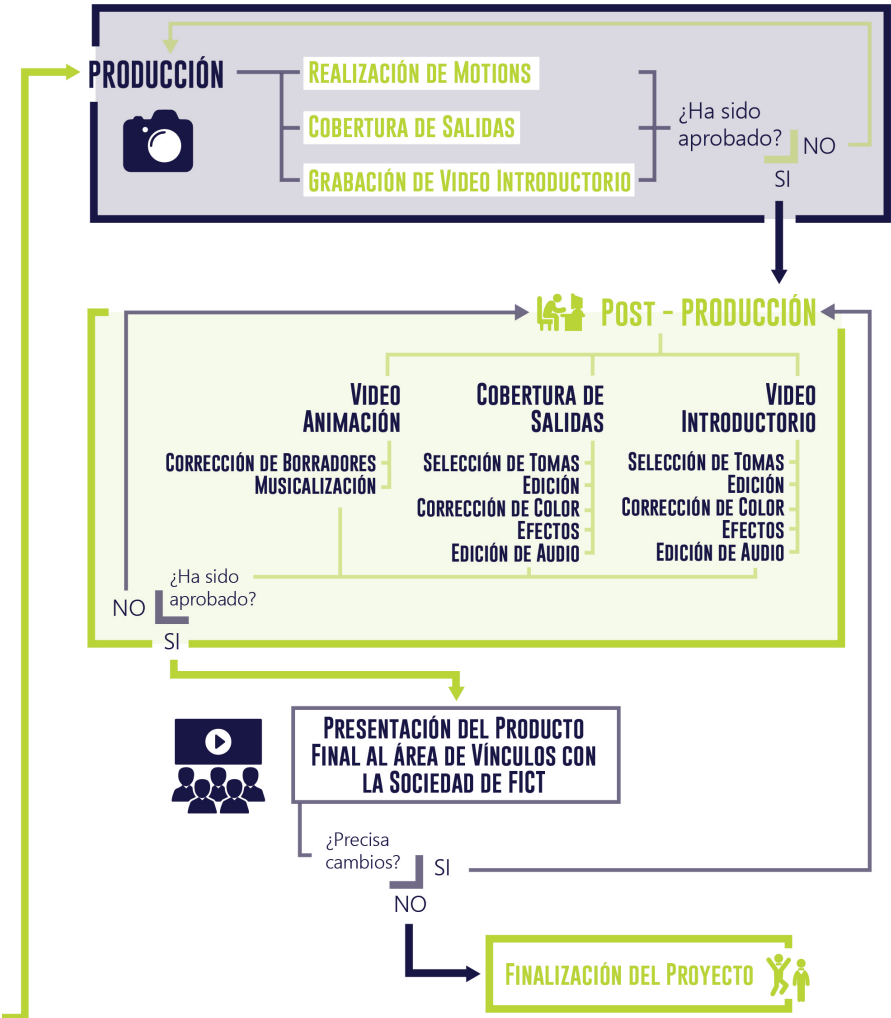 PRODUCCIÓN
REALIZACIÓN DE MOTIONS
COBERTURA DE SALIDAS
GRABACIÓN DE VIDEO INTRODUCTORIO
¿Ha sido
aprobado?
NO
SI
POST - PRODUCCIÓN
VIDEO
ANIMACIÓN
CORRECCIÓN DE BORRADORES
MUSICALIZACIÓN
COBERTURA DE
SALIDAS
SELECCIÓN DE TOMAS
EDICIÓN
CORRECCIÓN DE COLOR
EFECTOS
EDICIÓN DE AUDIO
VIDEO
INTRODUCTORIO
SELECCIÓN DE TOMAS
EDICIÓN
CORRECCIÓN DE COLOR
EFECTOS
EDICIÓN DE AUDIO
¿Ha sido
aprobado?
NO
SI
PRESENTACIÓN DEL PRODUCTO
FINAL AL ÁREA DE VÍNCULOS CON
LA SOCIEDAD DE FICT
¿Precisa
cambios?
SI
NO
FINALIZACIÓN DEL PROYECTO